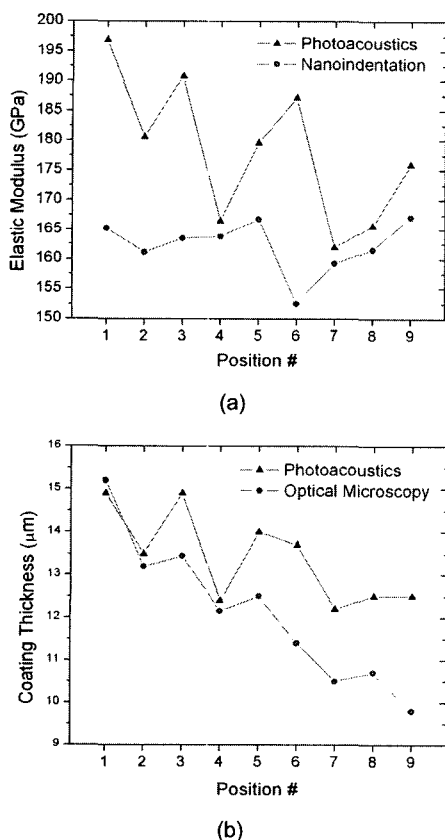 200
195
190
185
180
175
170
165
160
155
150
Elastic Modulus (GPa)
Photoacoustics
Nanoindentation
1 2 3 4 5 6 7 8 9
Position #
(a)
16
15
14
13
12
11
10
9
Coating Thickness (μm)
Photoacoustics
Optical Microscopy
1 2 3 4 5 6 7 8 9
Position #
(b)